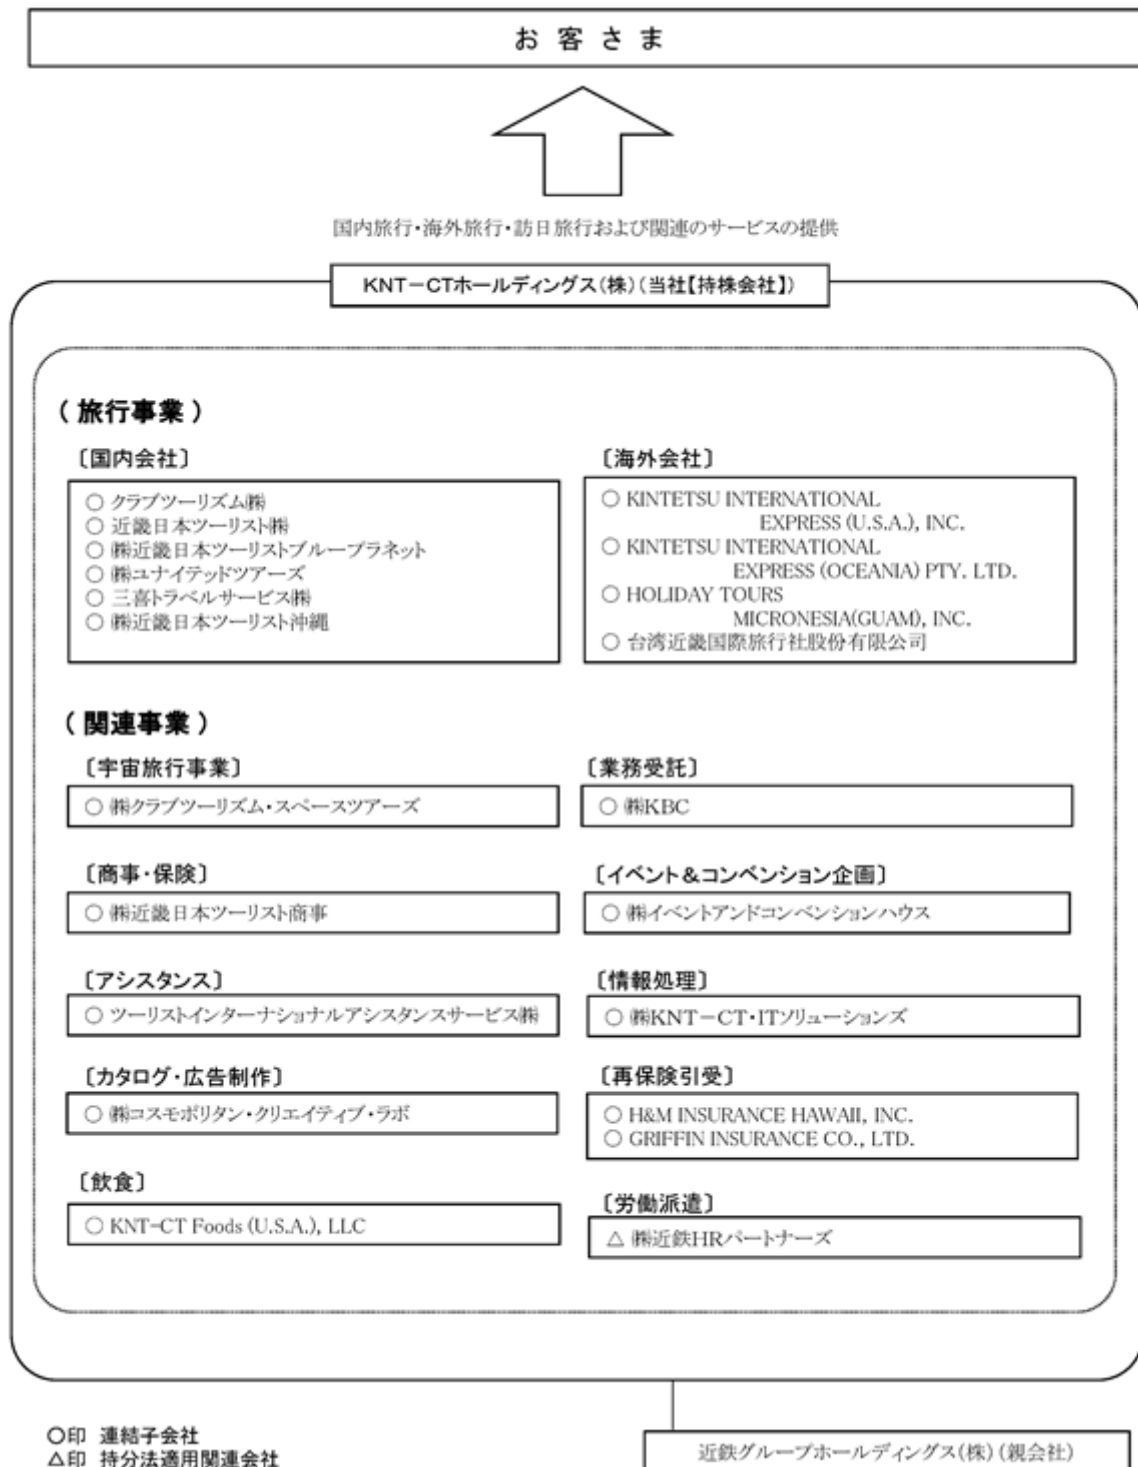 お客さま
国内旅行・海外旅行・訪日旅行および関連のサービスの提供
KNT－CTホールディングス(株)(当社【持株会社】)
(旅行事業)
〔国内会社〕
○ クラブツーリズム㈱
○ 近畿日本ツーリスト㈱
○ ㈱近畿日本ツーリストブループラネット
○ ㈱ユナイテッドツアーズ
○ 三喜トラベルサービス㈱
○ ㈱近畿日本ツーリスト沖縄
〔海外会社〕
○ KINTETSU INTERNATIONAL
EXPRESS (U.S.A.), INC.
○ KINTETSU INTERNATIONAL
EXPRESS (OCEANIA) PTY. LTD.
○ HOLIDAY TOURS
MICRONESIA(GUAM), INC.
○ 台湾近畿国際旅行社股份有限公司
(関連事業)
〔宇宙旅行事業〕
○ ㈱クラブツーリズム・スペースツアーズ
〔業務受託〕
○ ㈱KBC
〔商事・保険〕
○ ㈱近畿日本ツーリスト商事
〔イベント＆コンベンション企画〕
○ ㈱イベントアンドコンベンションハウス
〔アシスタンス〕
○ ツーリストインターナショナルアシスタンスサービス㈱
〔情報処理〕
○ ㈱KNT－CT・ITソリューションズ
〔カタログ・広告制作〕
○ ㈱コスモポリタン・クリエイティブ・ラボ
〔再保険引受〕
○ H&M INSURANCE HAWAII, INC.
○ GRIFFIN INSURANCE CO., LTD.
〔飲食〕
○ KNT-CT Foods (U.S.A.), LLC
〔労働派遣〕
△ ㈱近鉄HRパートナーズ
○印 連結子会社
△印 持分法適用関連会社
近鉄グループホールディングス(株)(親会社)